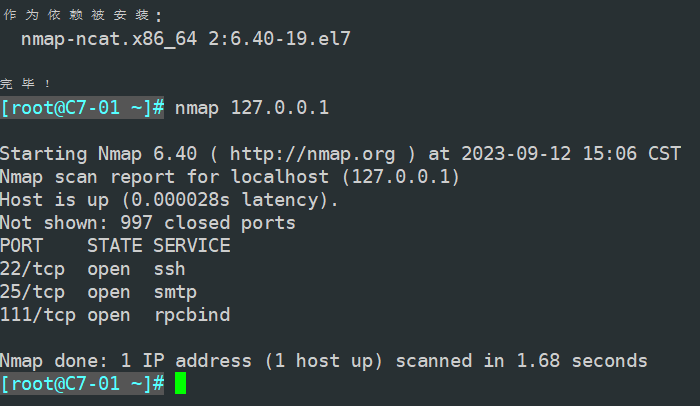 作为依赖被安装:
  nmap-ncat.x86_64 2:6.40-19.el7

完毕！
[root@C7-01 ~]# nmap 127.0.0.1

Starting Nmap 6.40 ( http://nmap.org ) at 2023-09-12 15:06 CST
Nmap scan report for localhost (127.0.0.1)
Host is up (0.000028s latency).
Not shown: 997 closed ports
PORT    STATE SERVICE
22/tcp  open  ssh
25/tcp  open  smtp
111/tcp open  rpcbind

Nmap done: 1 IP address (1 host up) scanned in 1.68 seconds
[root@C7-01 ~]#